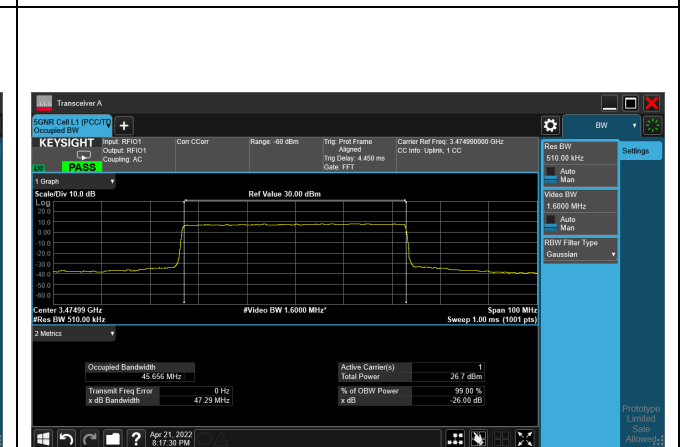 Transceiver A
5GNR Cell L1 (PCC/TD
Occupied BW
BW
KEYSIGHT
Input: RFIO1
Output: RFIO1
Coupling: AC
Corr CCorr
Range: -60 dBm
Trig: Prot Frame
Aligned
Trig Delay: 4.450 ms
Gate: FFT
Carrier Ref Freq: 3.474990000 GHz
CC Info: Uplink, 1 CC
PASS
Res BW
510.00 kHz
Auto
Man
Settings
Video BW
1.6000 MHz
Auto
Man
RBW Filter Type
Gaussian
1 Graph
Scale/Div 10.0 dB
Ref Value 30.00 dBm
Log
20.0
10.0
0.00
-10.0
-20.0
-30.0
-40.0
-50.0
-60.0
Center 3.47499 GHz
#Video BW 1.6000 MHz*
Span 100 MHz
#Res BW 510.00 kHz
Sweep 1.00 ms (1001 pts)
2 Metrics
Occupied Bandwidth
45.656 MHz
Active Carrier(s) 1
Total Power 26.7 dBm
Transmit Freq Error 0 Hz
x dB Bandwidth 47.29 MHz
% of OBW Power 99.00 %
x dB -26.00 dB
Prototype
Limited
Sale
Allowed
?
Apr 21, 2022
8:17:30 PM